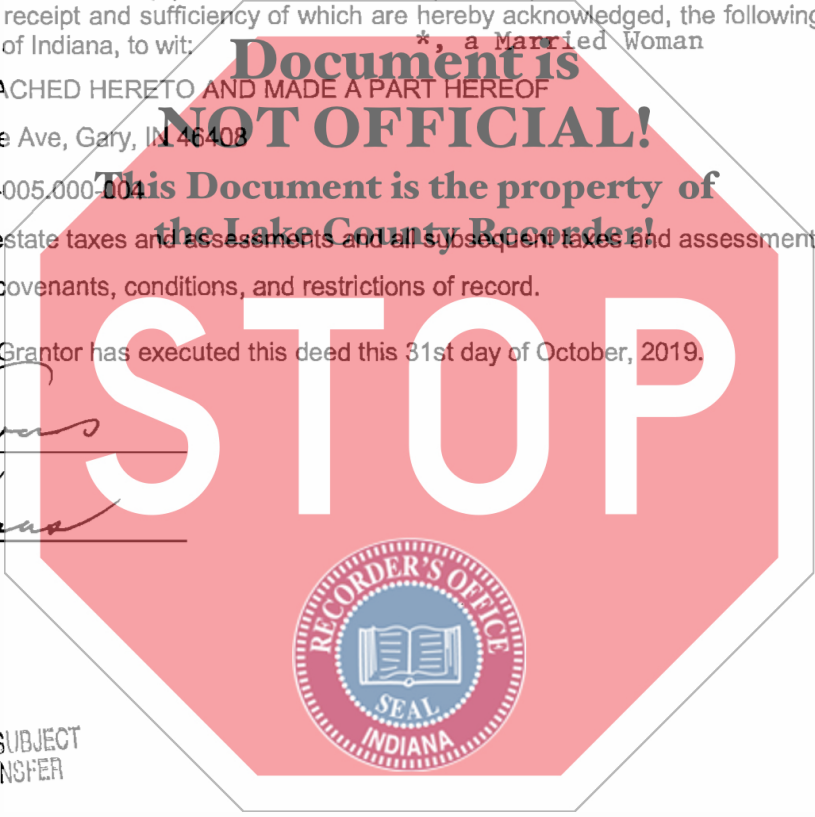 receipt and sufficiency of which are hereby acknowledged, the following
of Indiana, to wit:
*, a Married Woman
Document is
ACHED HERETO AND MADE A PART HEREOF
NOT OFFICIAL!
e Ave, Gary, IN 46408
This Document is the property of
-005.000-004
the Lake County Recorder!
estate taxes and assessments and all subsequent taxes and assessment
covenants, conditions, and restrictions of record.
Grantor has executed this deed this 31st day of October, 2019.
STOP
RECORDER'S OFFICE
SEAL
INDIANA
SUBJECT
NSFER